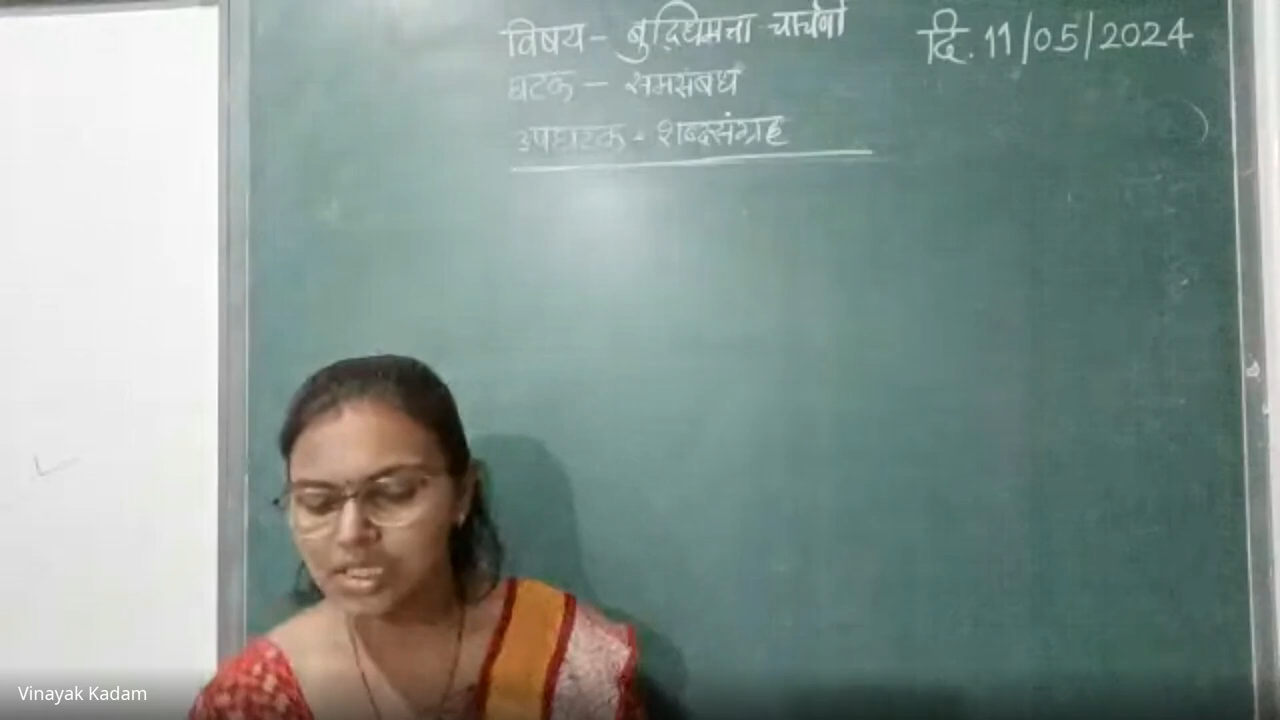 विषय - बुद्धिमत्ता चाचणी
दि. 11/05/2024
घटक - समसंबंध
उपघटक - शब्दसंग्रह
Vinayak Kadam